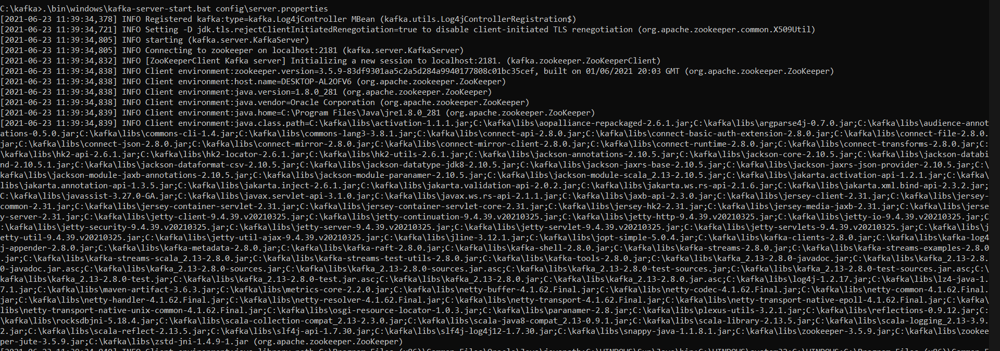 C:\kafka>.\bin\windows\kafka-server-start.bat config\server.properties
[2021-06-23 11:39:34,378] INFO Registered kafka:type=kafka.Log4jController MBean (kafka.utils.Log4jControllerRegistration$)
[2021-06-23 11:39:34,721] INFO Setting -D jdk.tls.rejectClientInitiatedRenegotiation=true to disable client-initiated TLS renegotiation (org.apache.zookeeper.common.X509Util)
[2021-06-23 11:39:34,805] INFO starting (kafka.server.KafkaServer)
[2021-06-23 11:39:34,805] INFO Connecting to zookeeper on localhost:2181 (kafka.server.KafkaServer)
[2021-06-23 11:39:34,832] INFO [ZooKeeperClient Kafka server] Initializing a new session to localhost:2181. (kafka.zookeeper.ZooKeeperClient)
[2021-06-23 11:39:34,838] INFO Client environment:zookeeper.version=3.5.9-83df9301aa5c2a5d284a9940177808c01bc35cef, built on 01/06/2021 20:03 GMT (org.apache.zookeeper.ZooKeeper)
[2021-06-23 11:39:34,838] INFO Client environment:host.name=DESKTOP-AL2OFV6 (org.apache.zookeeper.ZooKeeper)
[2021-06-23 11:39:34,838] INFO Client environment:java.version=1.8.0_281 (org.apache.zookeeper.ZooKeeper)
[2021-06-23 11:39:34,838] INFO Client environment:java.vendor=Oracle Corporation (org.apache.zookeeper.ZooKeeper)
[2021-06-23 11:39:34,839] INFO Client environment:java.home=C:\Program Files\Java\jre1.8.0_281 (org.apache.zookeeper.ZooKeeper)
[2021-06-23 11:39:34,839] INFO Client environment:java.class.path=C:\kafka\libs\activation-1.1.1.jar;C:\kafka\libs\aopalliance-repackaged-2.6.1.jar;C:\kafka\libs\argparse4j-0.7.0.jar;C:\kafka\libs\audience-annot
ations-0.5.0.jar;C:\kafka\libs\commons-cli-1.4.jar;C:\kafka\libs\commons-lang3-3.8.1.jar;C:\kafka\libs\connect-api-2.8.0.jar;C:\kafka\libs\connect-basic-auth-extension-2.8.0.jar;C:\kafka\libs\connect-file-2.8.0.
jar;C:\kafka\libs\connect-json-2.8.0.jar;C:\kafka\libs\connect-mirror-2.8.0.jar;C:\kafka\libs\connect-mirror-client-2.8.0.jar;C:\kafka\libs\connect-runtime-2.8.0.jar;C:\kafka\libs\connect-transforms-2.8.0.jar;C:
\kafka\libs\hk2-api-2.6.1.jar;C:\kafka\libs\hk2-locator-2.6.1.jar;C:\kafka\libs\hk2-utils-2.6.1.jar;C:\kafka\libs\jackson-annotations-2.10.5.jar;C:\kafka\libs\jackson-core-2.10.5.jar;C:\kafka\libs\jackson-databi
nd-2.10.5.1.jar;C:\kafka\libs\jackson-dataformat-csv-2.10.5.jar;C:\kafka\libs\jackson-datatype-jdk8-2.10.5.jar;C:\kafka\libs\jackson-jaxrs-base-2.10.5.jar;C:\kafka\libs\jackson-jaxrs-json-provider-2.10.5.jar;C:\
kafka\libs\jackson-module-jaxb-annotations-2.10.5.jar;C:\kafka\libs\jackson-module-paranamer-2.10.5.jar;C:\kafka\libs\jackson-module-scala_2.13-2.10.5.jar;C:\kafka\libs\jakarta.activation-api-1.2.1.jar;C:\kafka\
libs\jakarta.annotation-api-1.3.5.jar;C:\kafka\libs\jakarta.inject-2.6.1.jar;C:\kafka\libs\jakarta.validation-api-2.0.2.jar;C:\kafka\libs\jakarta.ws.rs-api-2.1.6.jar;C:\kafka\libs\jakarta.xml.bind-api-2.3.2.jar;
C:\kafka\libs\javassist-3.27.0-GA.jar;C:\kafka\libs\javax.servlet-api-3.1.0.jar;C:\kafka\libs\javax.ws.rs-api-2.1.1.jar;C:\kafka\libs\jaxb-api-2.3.0.jar;C:\kafka\libs\jersey-client-2.31.jar;C:\kafka\libs\jersey-
common-2.31.jar;C:\kafka\libs\jersey-container-servlet-2.31.jar;C:\kafka\libs\jersey-container-servlet-core-2.31.jar;C:\kafka\libs\jersey-hk2-2.31.jar;C:\kafka\libs\jersey-media-jaxb-2.31.jar;C:\kafka\libs\jerse
y-server-2.31.jar;C:\kafka\libs\jetty-client-9.4.39.v20210325.jar;C:\kafka\libs\jetty-continuation-9.4.39.v20210325.jar;C:\kafka\libs\jetty-http-9.4.39.v20210325.jar;C:\kafka\libs\jetty-io-9.4.39.v20210325.jar;C
:\kafka\libs\jetty-security-9.4.39.v20210325.jar;C:\kafka\libs\jetty-server-9.4.39.v20210325.jar;C:\kafka\libs\jetty-servlet-9.4.39.v20210325.jar;C:\kafka\libs\jetty-servlets-9.4.39.v20210325.jar;C:\kafka\libs\j
etty-util-9.4.39.v20210325.jar;C:\kafka\libs\jetty-util-ajax-9.4.39.v20210325.jar;C:\kafka\libs\jline-3.12.1.jar;C:\kafka\libs\jopt-simple-5.0.4.jar;C:\kafka\libs\kafka-clients-2.8.0.jar;C:\kafka\libs\kafka-log4
j-appender-2.8.0.jar;C:\kafka\libs\kafka-metadata-2.8.0.jar;C:\kafka\libs\kafka-raft-2.8.0.jar;C:\kafka\libs\kafka-shell-2.8.0.jar;C:\kafka\libs\kafka-streams-2.8.0.jar;C:\kafka\libs\kafka-streams-examples-2.8.0
.jar;C:\kafka\libs\kafka-streams-scala_2.13-2.8.0.jar;C:\kafka\libs\kafka-streams-test-utils-2.8.0.jar;C:\kafka\libs\kafka-tools-2.8.0.jar;C:\kafka\libs\kafka_2.13-2.8.0-javadoc.jar;C:\kafka\libs\kafka_2.13-2.8.
0-javadoc.jar.asc;C:\kafka\libs\kafka_2.13-2.8.0-sources.jar;C:\kafka\libs\kafka_2.13-2.8.0-sources.jar.asc;C:\kafka\libs\kafka_2.13-2.8.0-test-sources.jar;C:\kafka\libs\kafka_2.13-2.8.0-test-sources.jar.asc;C:\
kafka\libs\kafka_2.13-2.8.0-test.jar;C:\kafka\libs\kafka_2.13-2.8.0-test.jar.asc;C:\kafka\libs\kafka_2.13-2.8.0.jar;C:\kafka\libs\kafka_2.13-2.8.0.jar.asc;C:\kafka\libs\log4j-1.2.17.jar;C:\kafka\libs\lz4-java-1.
7.1.jar;C:\kafka\libs\maven-artifact-3.6.3.jar;C:\kafka\libs\metrics-core-2.2.0.jar;C:\kafka\libs\netty-buffer-4.1.62.Final.jar;C:\kafka\libs\netty-codec-4.1.62.Final.jar;C:\kafka\libs\netty-common-4.1.62.Final.
jar;C:\kafka\libs\netty-handler-4.1.62.Final.jar;C:\kafka\libs\netty-resolver-4.1.62.Final.jar;C:\kafka\libs\netty-transport-4.1.62.Final.jar;C:\kafka\libs\netty-transport-native-epoll-4.1.62.Final.jar;C:\kafka\
libs\netty-transport-native-unix-common-4.1.62.Final.jar;C:\kafka\libs\osgi-resource-locator-1.0.3.jar;C:\kafka\libs\paranamer-2.8.jar;C:\kafka\libs\plexus-utils-3.2.1.jar;C:\kafka\libs\reflections-0.9.12.jar;C:
\kafka\libs\rocksdbjni-5.18.4.jar;C:\kafka\libs\scala-collection-compat_2.13-2.3.0.jar;C:\kafka\libs\scala-java8-compat_2.13-0.9.1.jar;C:\kafka\libs\scala-library-2.13.5.jar;C:\kafka\libs\scala-logging_2.13-3.9.
2.jar;C:\kafka\libs\scala-reflect-2.13.5.jar;C:\kafka\libs\slf4j-api-1.7.30.jar;C:\kafka\libs\slf4j-log4j12-1.7.30.jar;C:\kafka\libs\snappy-java-1.1.8.1.jar;C:\kafka\libs\zookeeper-3.5.9.jar;C:\kafka\libs\zookee
per-jute-3.5.9.jar;C:\kafka\libs\zstd-jni-1.4.9-1.jar (org.apache.zookeeper.ZooKeeper)